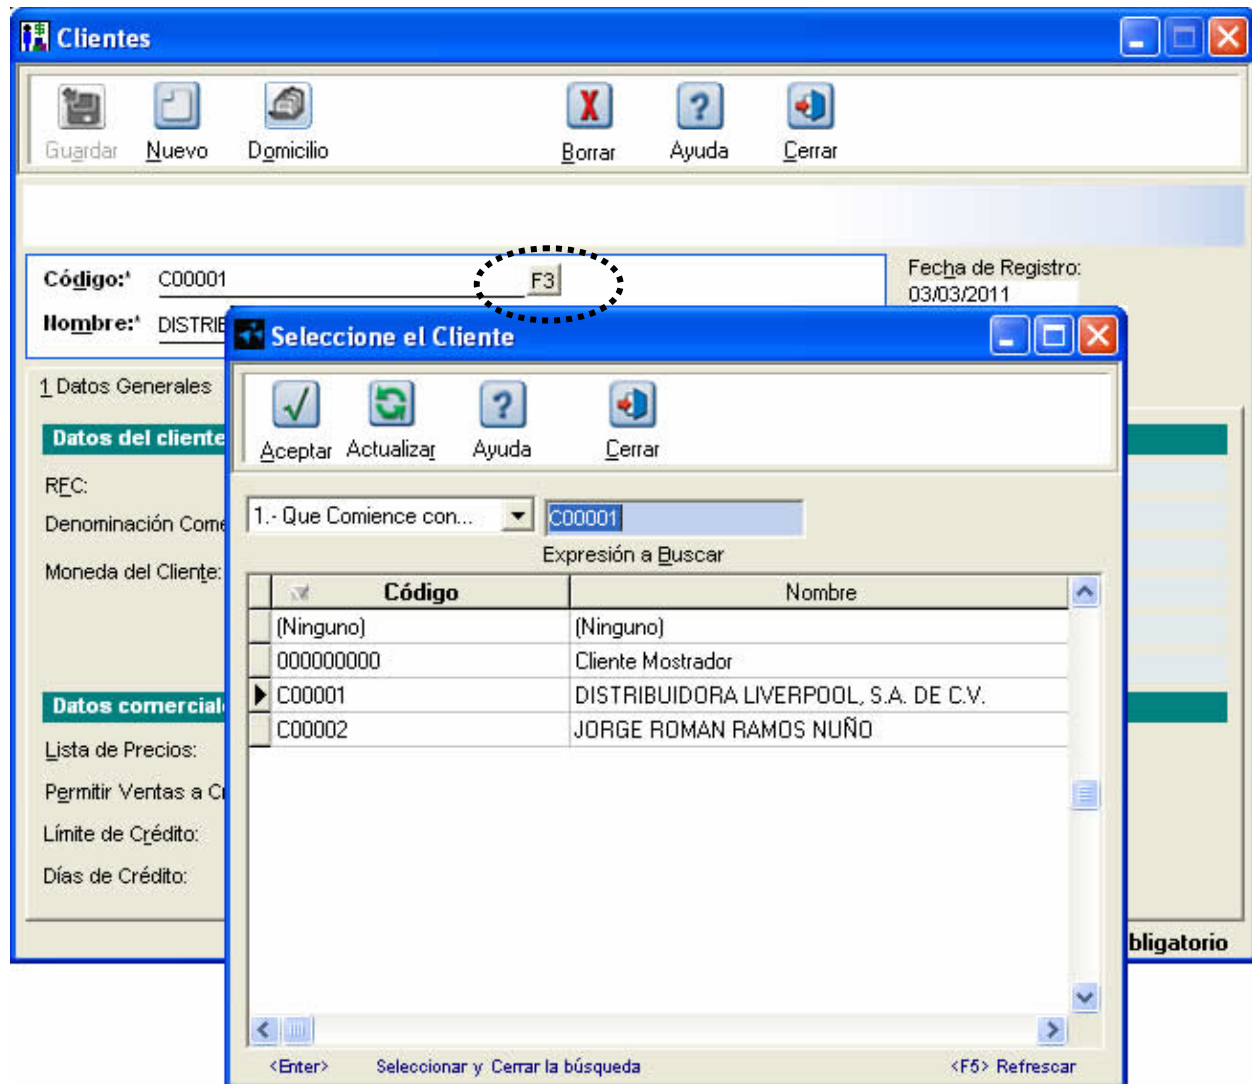 Clientes
Guardar Nuevo Domicilio Borrar Ayuda Cerrar
Código:* C00001 F3 Fecha de Registro:
03/03/2011
Nombre:* DISTRIB
Seleccione el Cliente
1 Datos Generales
Aceptar Actualizar Ayuda Cerrar
Datos del cliente
RFC:
1.- Que Comience con... C00001
Denominación Come
Expresión a Buscar
Moneda del Cliente:
Código Nombre
(Ninguno) (Ninguno)
000000000 Cliente Mostrador
C00001 DISTRIBUIDORA LIVERPOOL, S.A. DE C.V.
Datos comercial
C00002 JORGE ROMAN RAMOS NUÑO
Lista de Precios:
Permitir Ventas a Cr
Límite de Crédito:
Días de Crédito:
bligatorio
<Enter> Seleccionar y Cerrar la búsqueda <F5> Refrescar